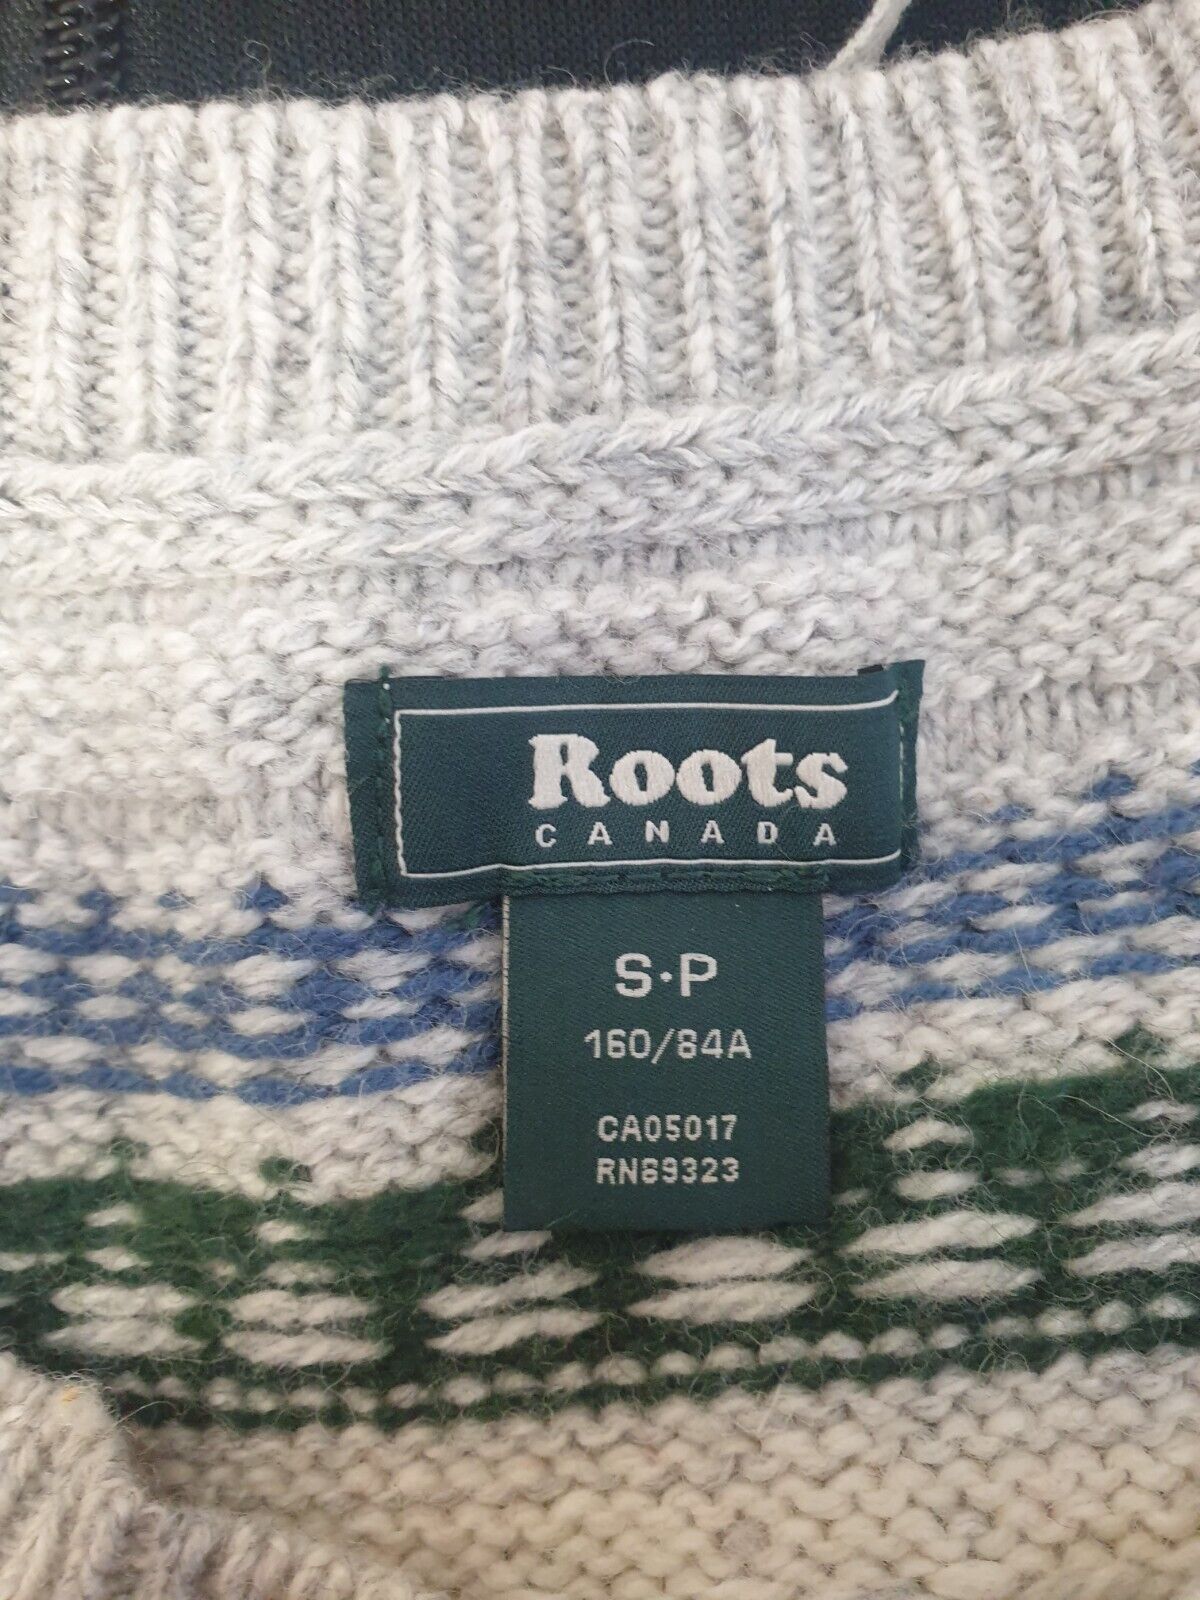 Roots
CANADA
S·P
160/84A
CA05017
RN69323